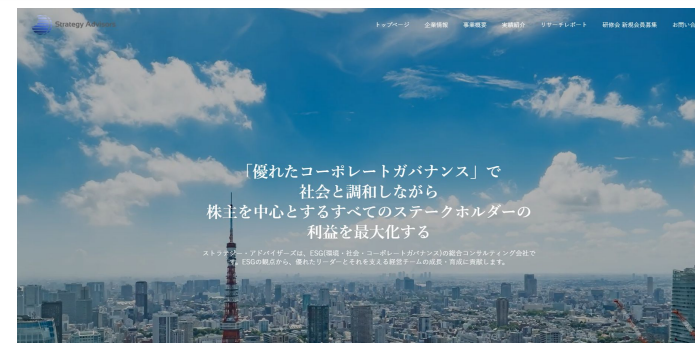 Strategy Advisers
トップページ 企業情報 事業概要 実績紹介 リサーチレポート 研修会 新規会員募集 お問い合
「優れたコーポレートガバナンス」で
社会と調和しながら
株主を中心とするすべてのステークホルダーの
利益を最大化する
ストラテジー・アドバイザーズは、ESG(環境・社会・コーポレートガバナンス)の総合コンサルティング会社で
す。ESGの観点から、優れたリーダーとそれを支える経営チームの成長・育成に貢献します。